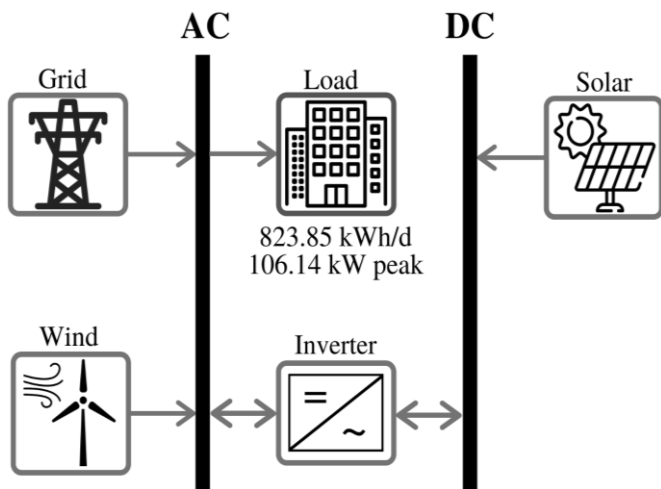 AC
DC
Grid
Load
Solar
823.85 kWh/d
106.14 kW peak
Wind
Inverter
=
~